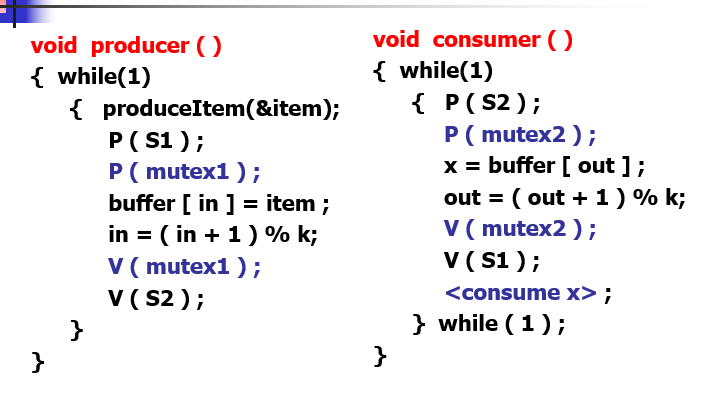 void producer ( )
{ while(1)
{ produceItem(&item);
P ( S1 ) ;
P ( mutex1 ) ;
buffer [ in ] = item ;
in = ( in + 1 ) % k;
V ( mutex1 ) ;
V ( S2 ) ;
}
}
void consumer ( )
{ while(1)
{ P ( S2 ) ;
P ( mutex2 ) ;
x = buffer [ out ] ;
out = ( out + 1 ) % k;
V ( mutex2 ) ;
V ( S1 ) ;
<consume x> ;
} while ( 1 ) ;
}